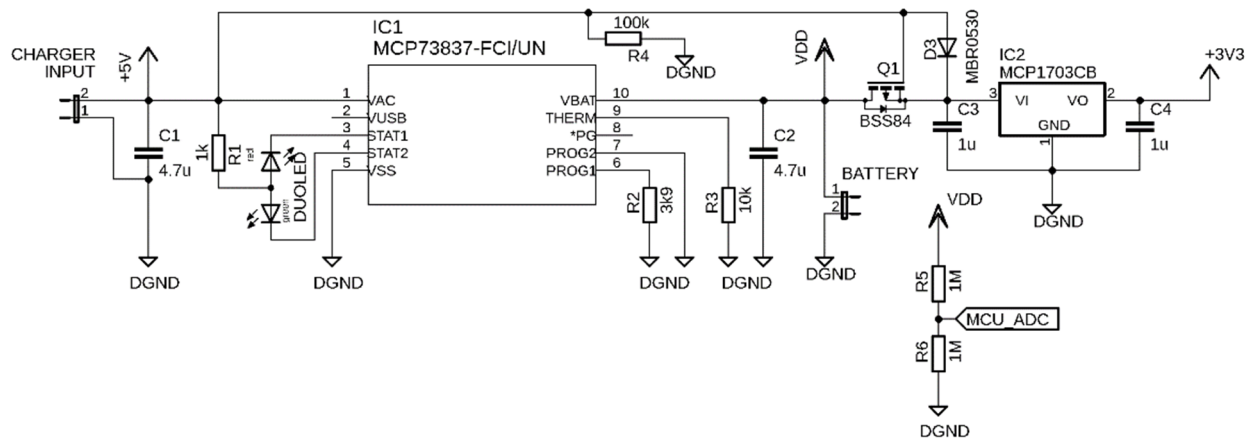 IC1
MCP73837-FCI/UN
CHARGER
INPUT
+5V
2
1
C1
4.7u
DGND
1k
R1
red
green
DUOLED
1 VAC
2 VUSB
3 STAT1
4 STAT2
5 VSS
DGND
VBAT 10
THERM 9
*PG 8
PROG2 7
PROG1 6
100k
R4
DGND
R2
3k9
DGND
R3
10k
DGND
C2
4.7u
VDD
BATTERY
1
2
DGND
Q1
BSS84
D3
MBR0530
C3
1u
IC2
MCP1703CB
3 VI
VO 2
GND
1
DGND
C4
1u
+3V3
VDD
R5
1M
MCU_ADC
R6
1M
DGND